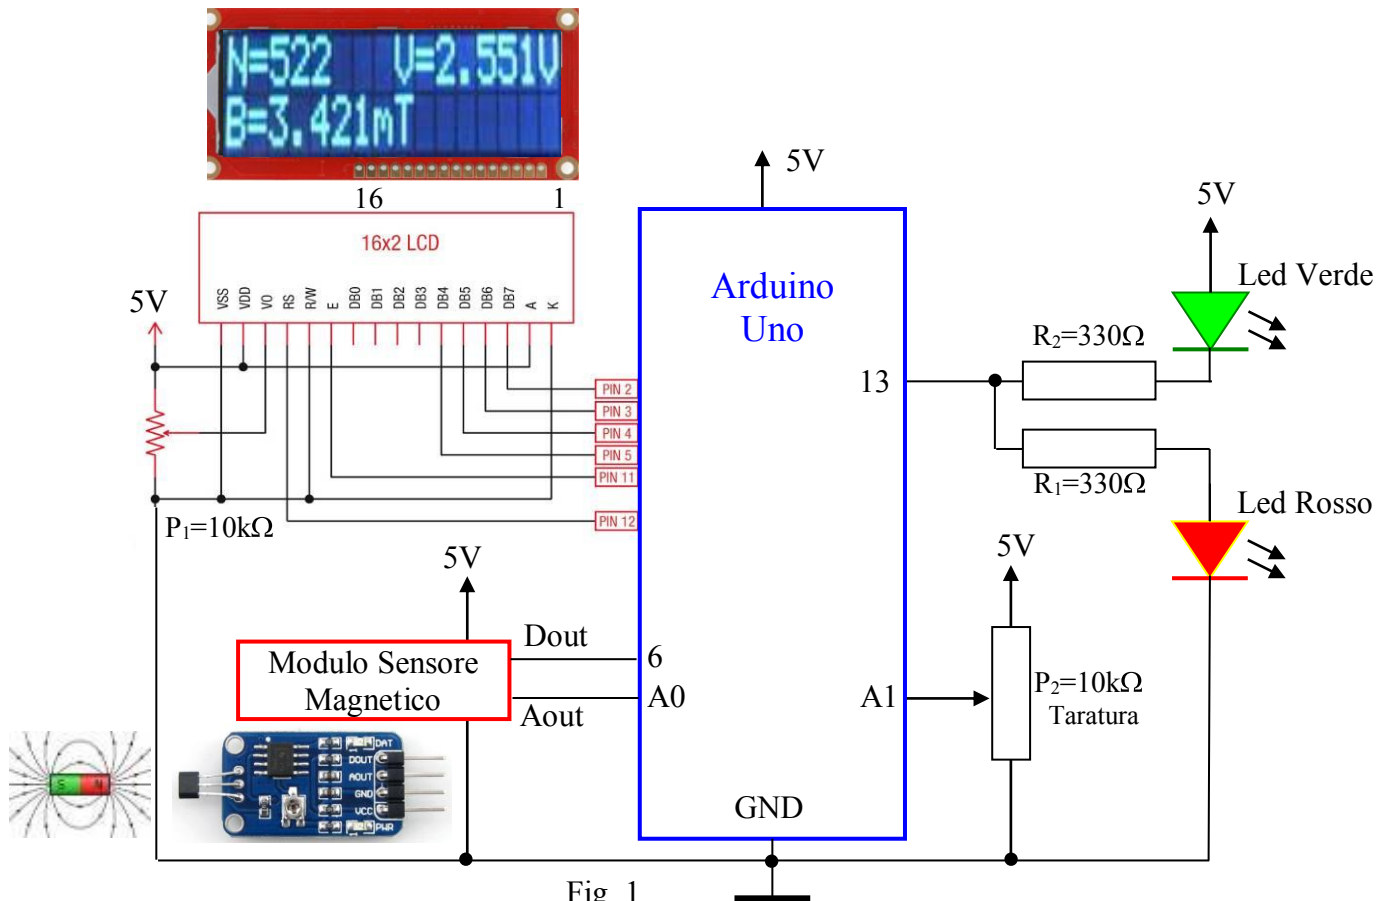 N=522 V=2.551V
B=3.421mT
16 1
16x2 LCD
VSS VDD VO RS R/W E DB0 DB1 DB2 DB3 DB4 DB5 DB6 DB7 A K
5V
P₁=10kΩ
PIN 2
PIN 3
PIN 4
PIN 5
PIN 11
PIN 12
5V
Arduino
Uno
13
6
A0
A1
GND
5V
Led Verde
R₂=330Ω
R₁=330Ω
Led Rosso
5V
P₂=10kΩ
Taratura
5V
Modulo Sensore
Magnetico
Dout
Aout
S N
DAT
DOUT
AOUT
GND
VCC
PWR
Fig. 1